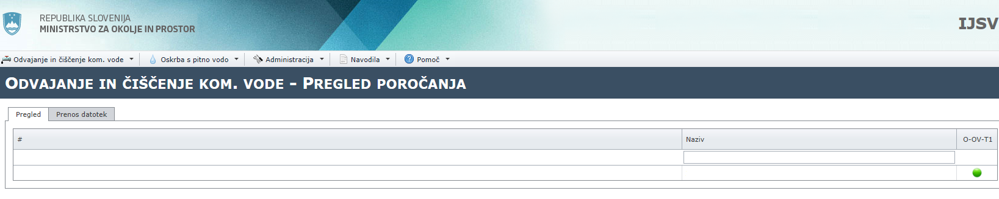 REPUBLIKA SLOVENIJA
MINISTRSTVO ZA OKOLJE IN PROSTOR
IJSV
Odvajanje in čiščenje kom. vode Oskrba s pitno vodo Administracija Navodila Pomoč
Odvajanje in čiščenje kom. vode - Pregled poročanja
Pregled Prenos datotek
# Naziv O-OV-T1